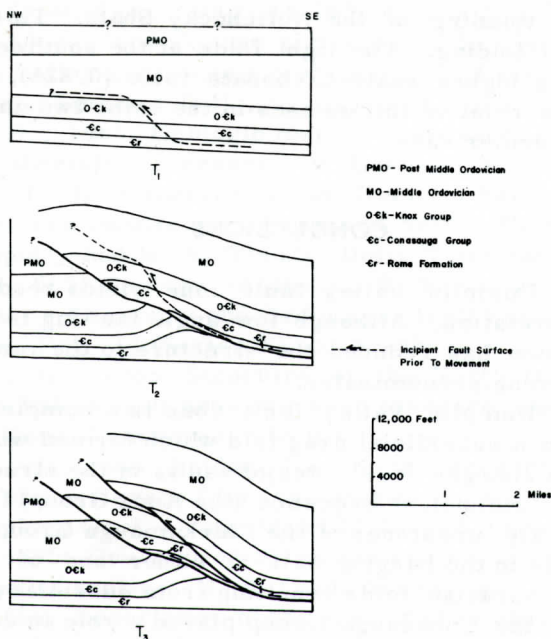 NW SE
?
PMO
MO
?
O-Єk O-Єk
Єc Єc
Єr
T1
?
?
PMO
O-Єk MO
MO Єc
O-Єk
Єc
Єr
T2
?
? MO
PMO O-Єk MO
MO Єc Єr
O-Єk O-Єk
Єc Єc Єr
Єr
T3
PMO - Post Middle Ordovician
MO - Middle Ordovician
O-Єk - Knox Group
Єc - Conasauga Group
Єr - Rome Formation
Incipient Fault Surface
Prior To Movement
12,000 Feet
8000
4000
1 2 Miles